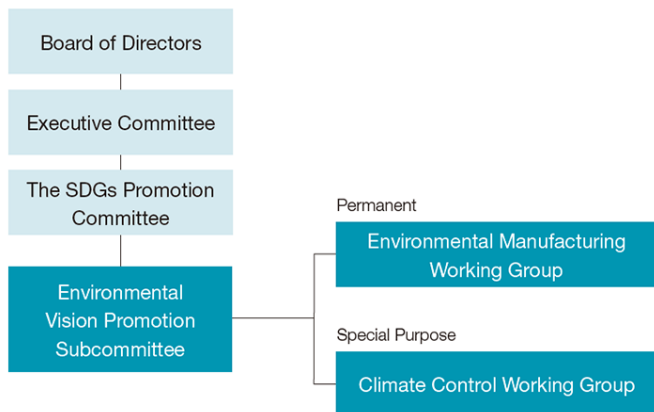 Board of Directors
Executive Committee
The SDGs Promotion
Committee
Environmental
Vision Promotion
Subcommittee
Permanent
Environmental Manufacturing
Working Group
Special Purpose
Climate Control Working Group